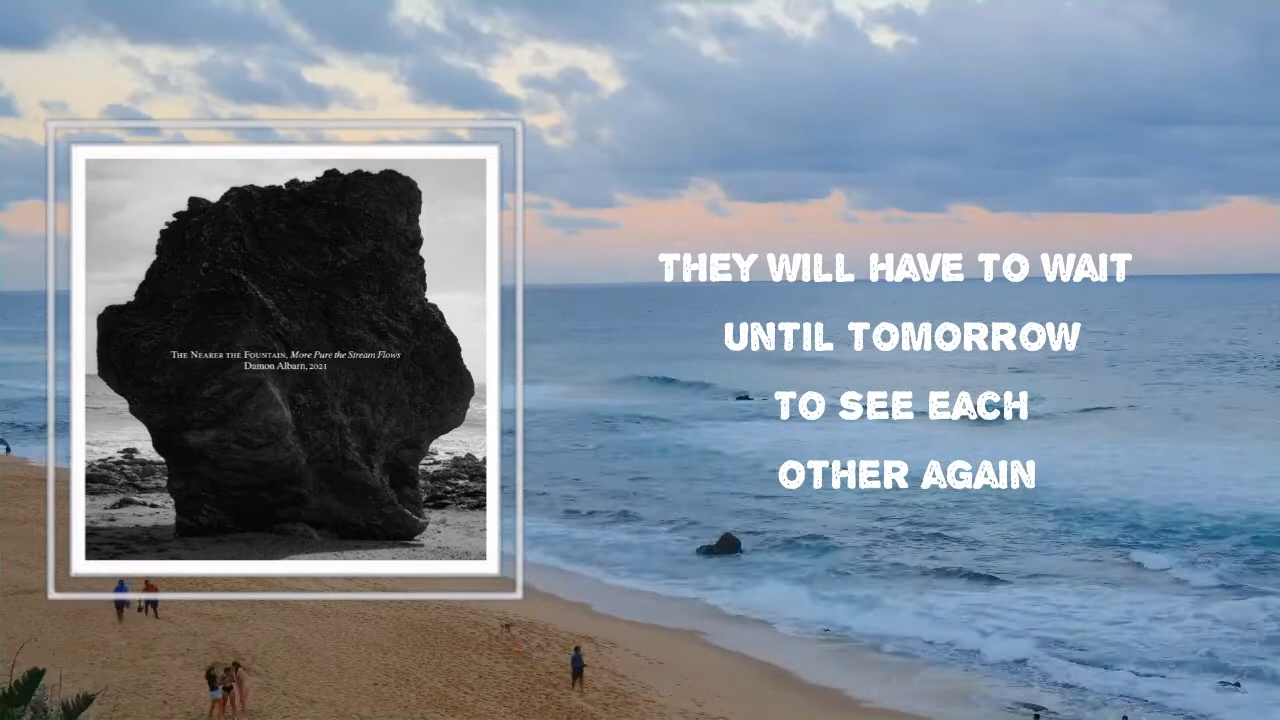 THE NEARER THE FOUNTAIN, More Pure the Stream Flows
Damon Albarn, 2021
THEY WILL HAVE TO WAIT
UNTIL TOMORROW
TO SEE EACH
OTHER AGAIN